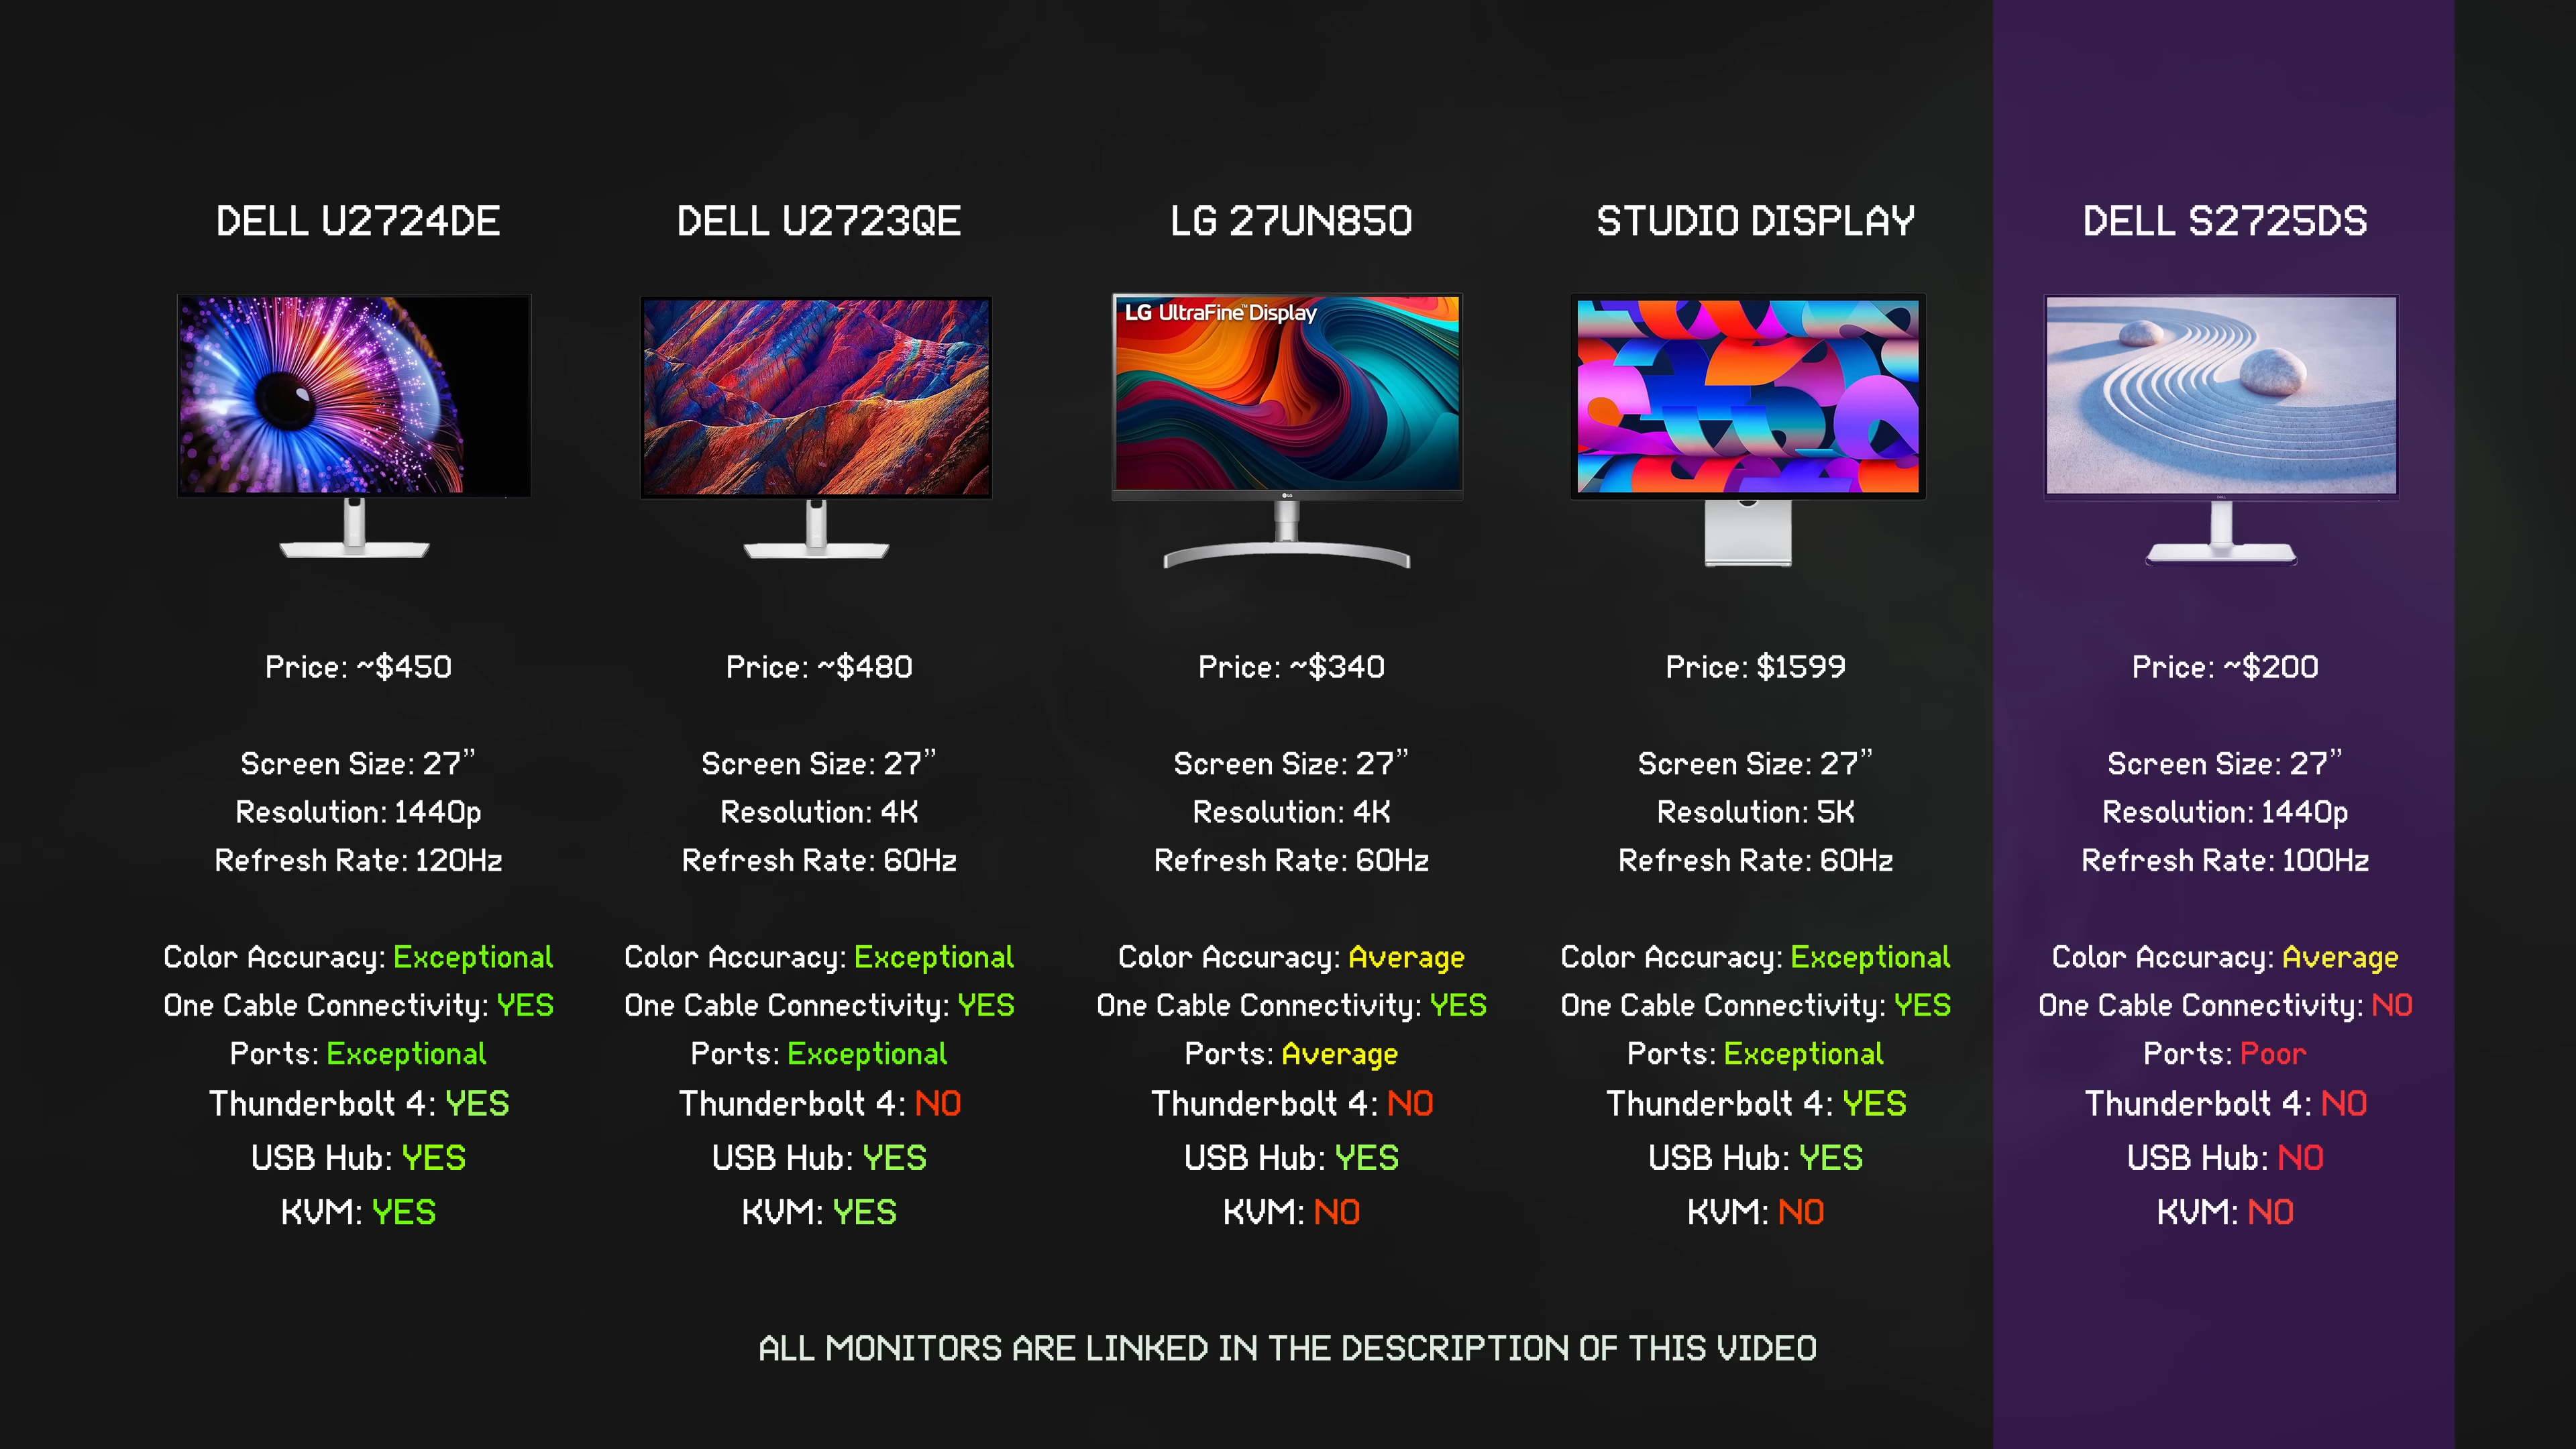 DELL U2724DE
Price: ~$450
Screen Size: 27”
Resolution: 1440p
Refresh Rate: 120Hz
Color Accuracy: Exceptional
One Cable Connectivity: YES
Ports: Exceptional
Thunderbolt 4: YES
USB Hub: YES
KVM: YES
DELL U2723QE
Price: ~$480
Screen Size: 27”
Resolution: 4K
Refresh Rate: 60Hz
Color Accuracy: Exceptional
One Cable Connectivity: YES
Ports: Exceptional
Thunderbolt 4: NO
USB Hub: YES
KVM: YES
LG 27UN850
LG UltraFine™ Display
LG
Price: ~$340
Screen Size: 27”
Resolution: 4K
Refresh Rate: 60Hz
Color Accuracy: Average
One Cable Connectivity: YES
Ports: Average
Thunderbolt 4: NO
USB Hub: YES
KVM: NO
STUDIO DISPLAY
Price: $1599
Screen Size: 27”
Resolution: 5K
Refresh Rate: 60Hz
Color Accuracy: Exceptional
One Cable Connectivity: YES
Ports: Exceptional
Thunderbolt 4: YES
USB Hub: YES
KVM: NO
DELL S2725DS
DELL
Price: ~$200
Screen Size: 27”
Resolution: 1440p
Refresh Rate: 100Hz
Color Accuracy: Average
One Cable Connectivity: NO
Ports: Poor
Thunderbolt 4: NO
USB Hub: NO
KVM: NO
ALL MONITORS ARE LINKED IN THE DESCRIPTION OF THIS VIDEO